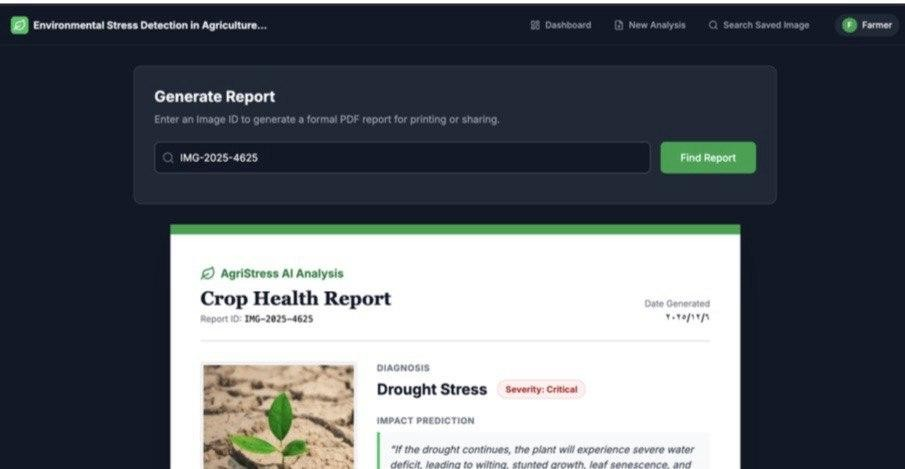 Environmental Stress Detection in Agriculture...
Dashboard
New Analysis
Search Saved Image
F
Farmer
Generate Report
Enter an Image ID to generate a formal PDF report for printing or sharing.
IMG-2025-4625
Find Report
AgriStress AI Analysis
Crop Health Report
Report ID: IMG-2025-4625
Date Generated
٢٠٢٥/١٢/٦
DIAGNOSIS
Drought Stress
Severity: Critical
IMPACT PREDICTION
"If the drought continues, the plant will experience severe water
deficit, leading to wilting, stunted growth, leaf senescence, and